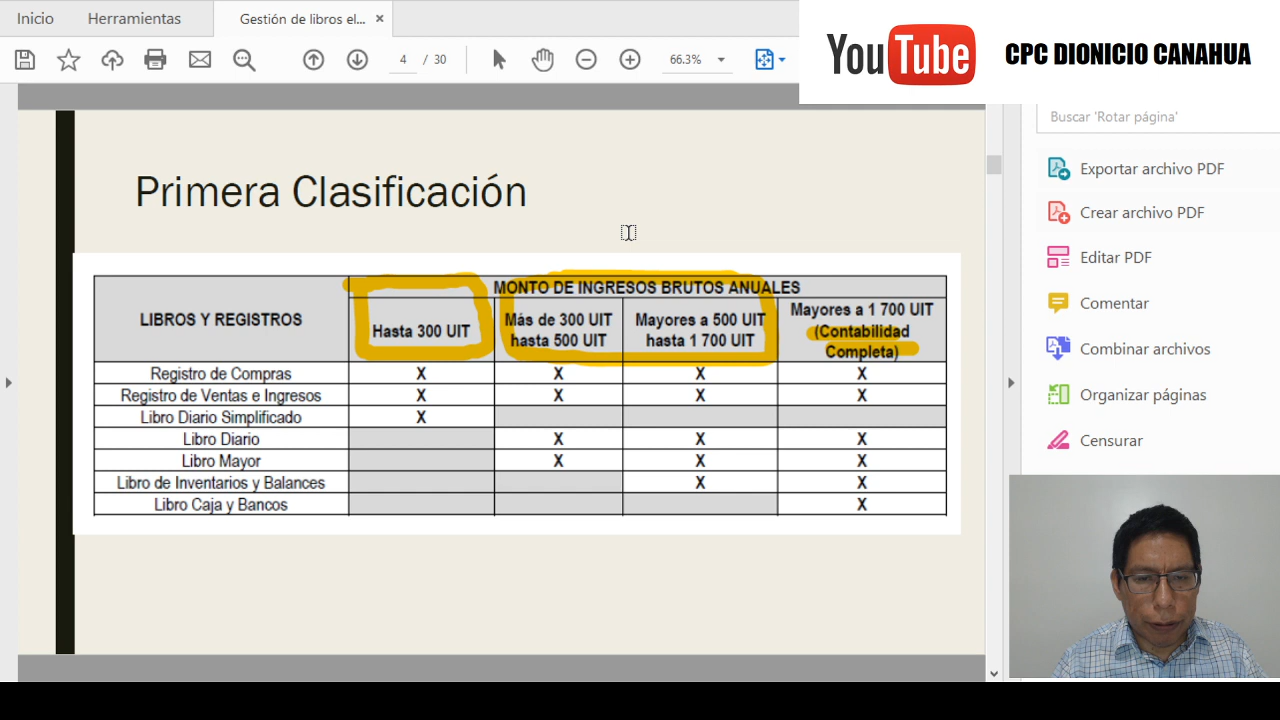 Inicio
Herramientas
Gestión de libros el...
×
4 / 30
66.3%
YouTube
CPC DIONICIO CANAHUA
Buscar 'Rotar página'
Exportar archivo PDF
Crear archivo PDF
Editar PDF
Comentar
Combinar archivos
Organizar páginas
Censurar
Primera Clasificación
LIBROS Y REGISTROS
MONTO DE INGRESOS BRUTOS ANUALES
Hasta 300 UIT
Más de 300 UIT
hasta 500 UIT
Mayores a 500 UIT
hasta 1 700 UIT
Mayores a 1 700 UIT
(Contabilidad
Completa)
Registro de Compras X X X X
Registro de Ventas e Ingresos X X X X
Libro Diario Simplificado X
Libro Diario X X X
Libro Mayor X X X
Libro de Inventarios y Balances X X
Libro Caja y Bancos X